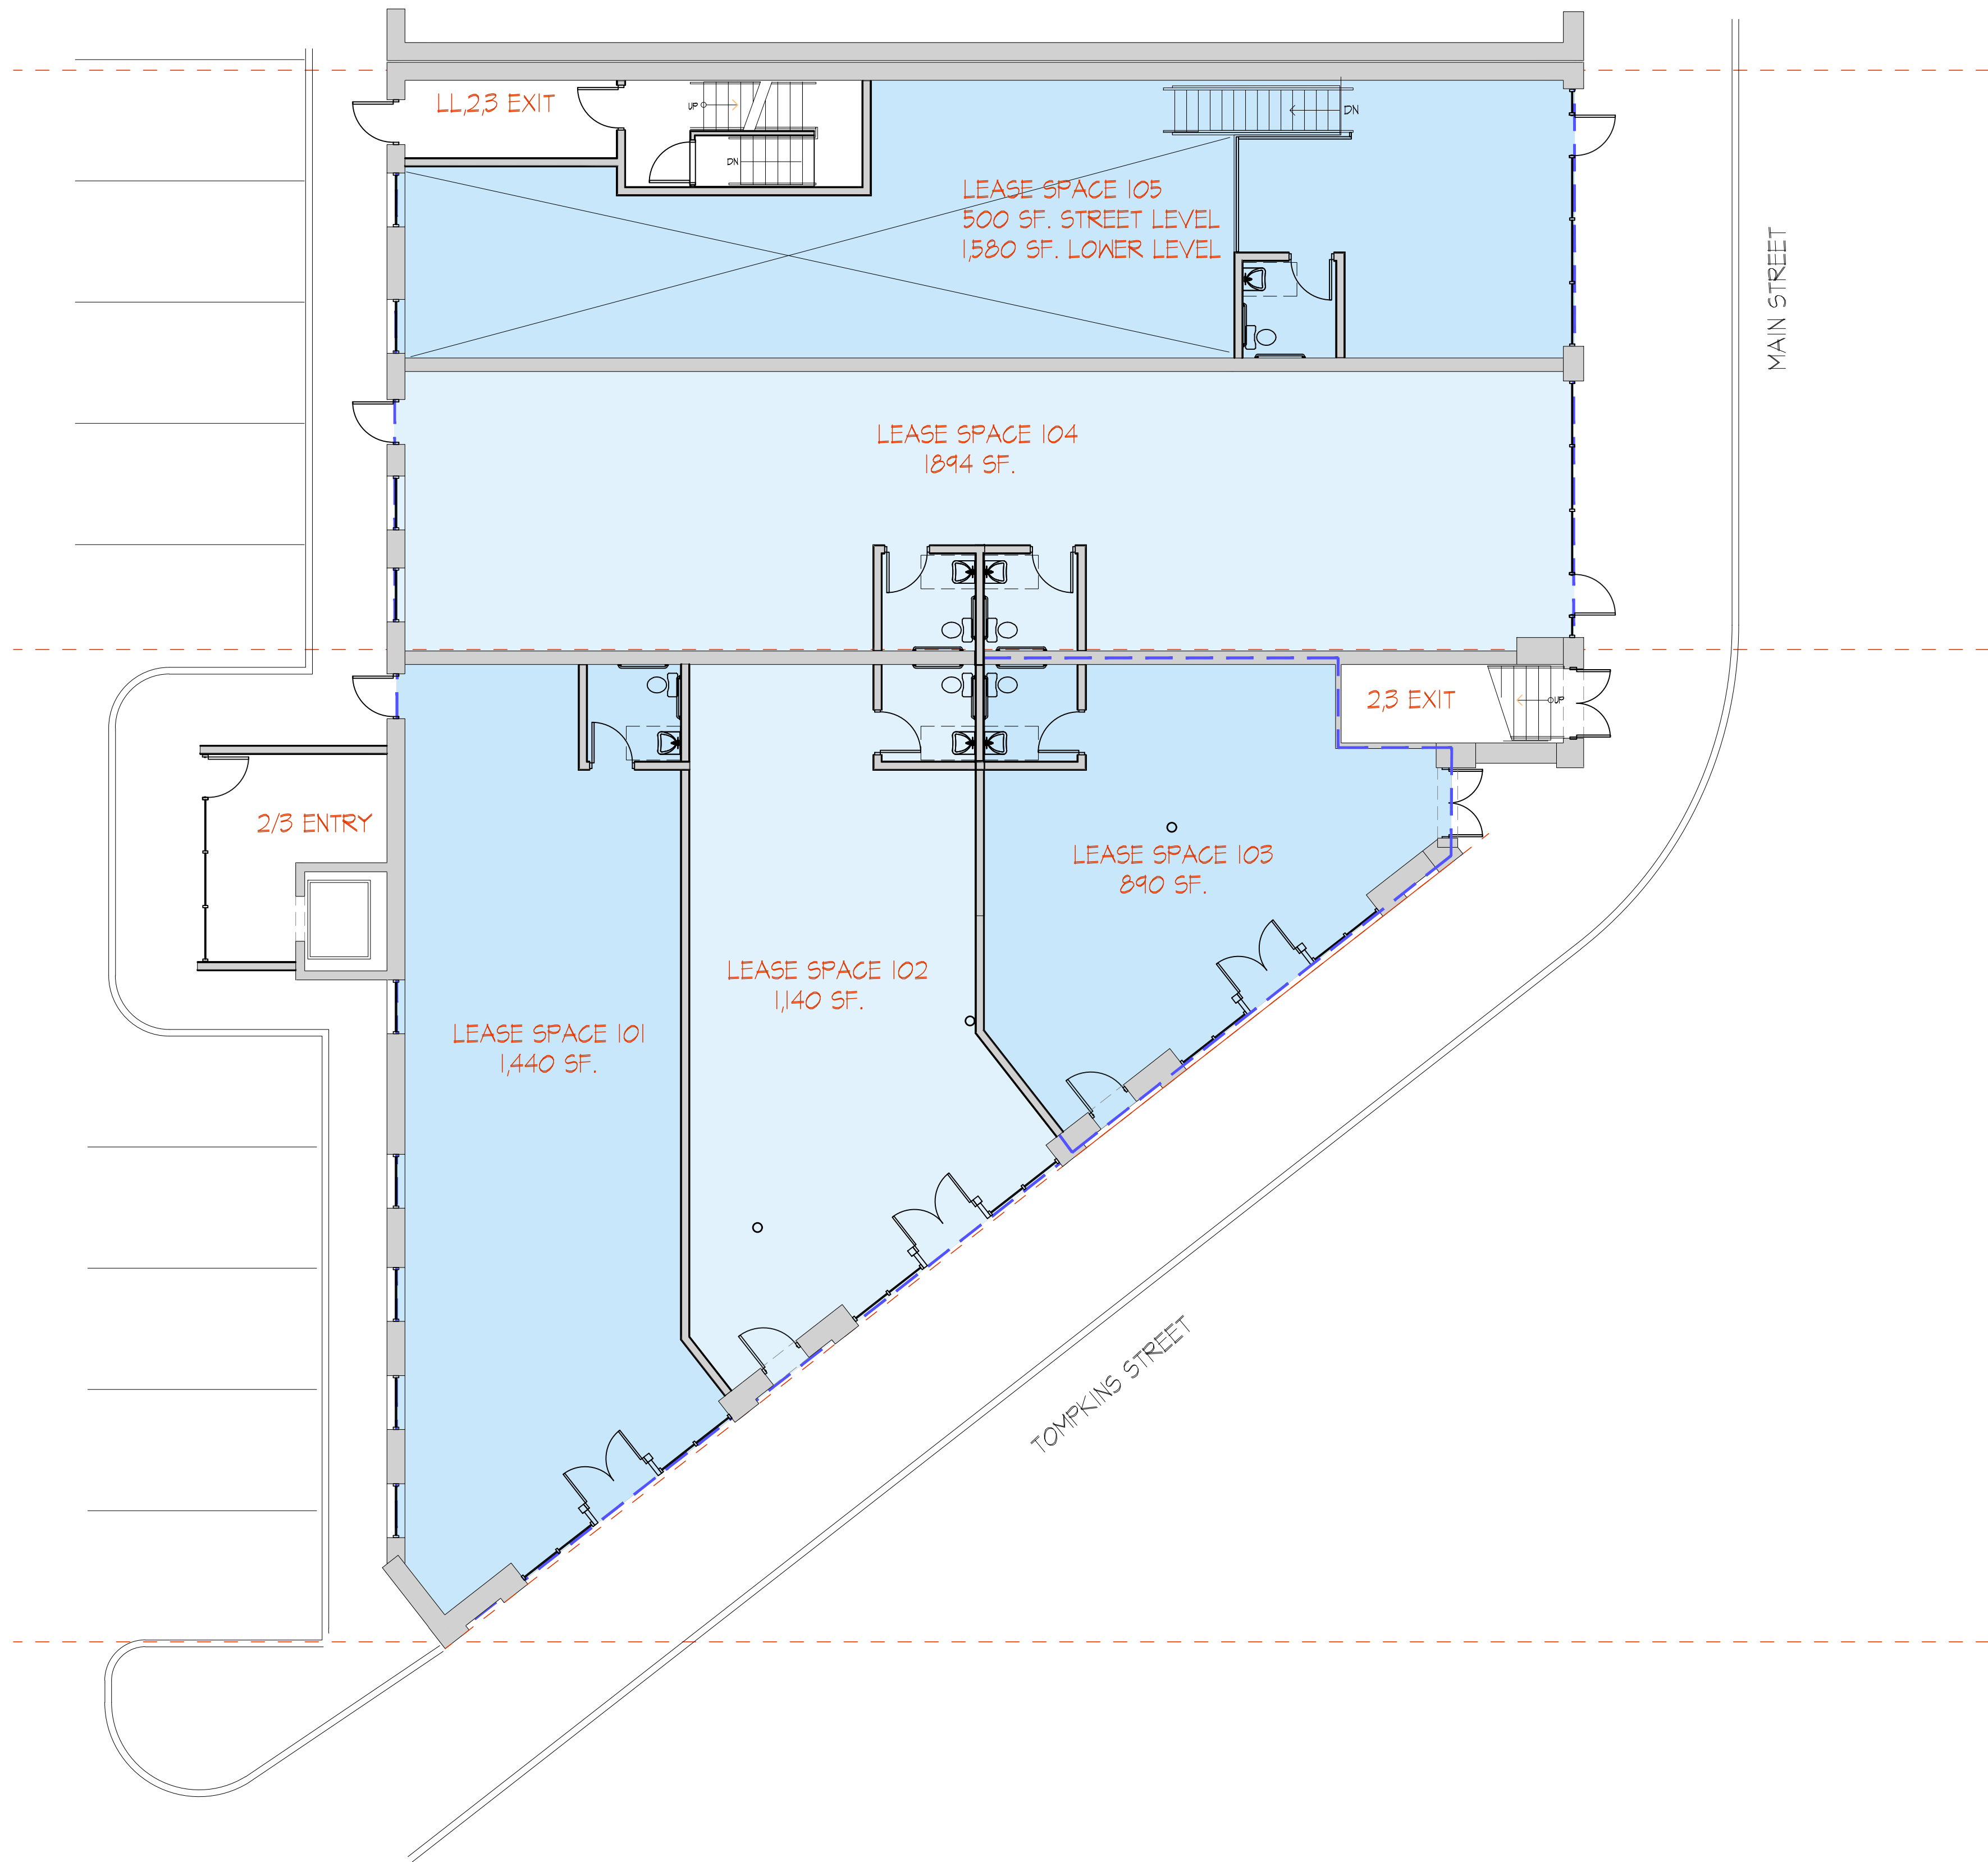 LL,2,3 EXIT
UP
DN
DN
LEASE SPACE 105
500 SF. STREET LEVEL
1,580 SF. LOWER LEVEL
MAIN STREET
LEASE SPACE 104
1894 SF.
2,3 EXIT
UP
2/3 ENTRY
LEASE SPACE 103
890 SF.
LEASE SPACE 102
1,140 SF.
LEASE SPACE 101
1,440 SF.
TOMPKINS STREET